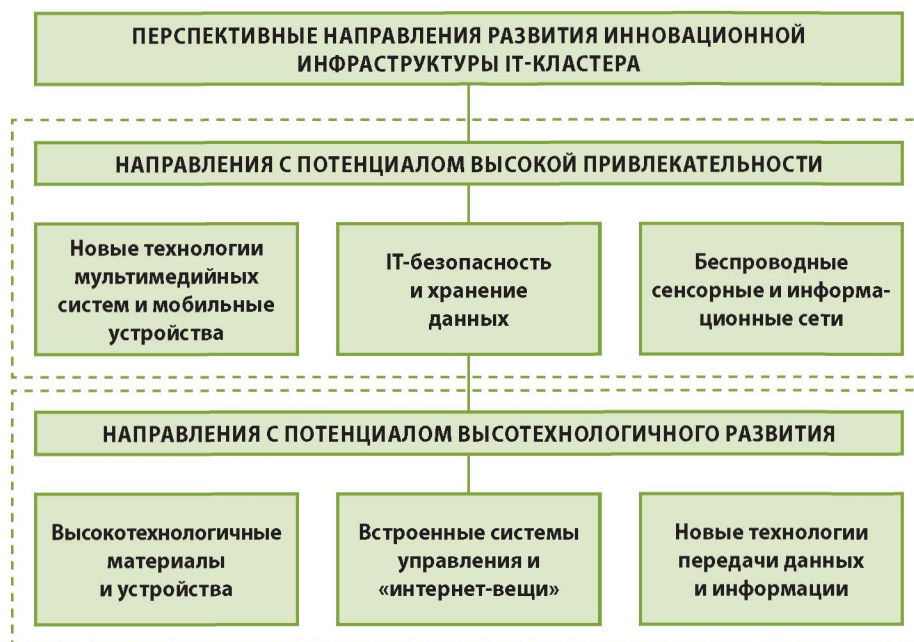 ПЕРСПЕКТИВНЫЕ НАПРАВЛЕНИЯ РАЗВИТИЯ ИННОВАЦИОННОЙ
ИНФРАСТРУКТУРЫ IT-КЛАСТЕРА
НАПРАВЛЕНИЯ С ПОТЕНЦИАЛОМ ВЫСОКОЙ ПРИВЛЕКАТЕЛЬНОСТИ
Новые технологии
мультимедийных
систем и мобильные
устройства
IT-безопасность
и хранение
данных
Беспроводные
сенсорные и информа-
ционные сети
НАПРАВЛЕНИЯ С ПОТЕНЦИАЛОМ ВЫСОТЕХНОЛОГИЧНОГО РАЗВИТИЯ
Высокотехнологичные
материалы
и устройства
Встроенные системы
управления и
«интернет-вещи»
Новые технологии
передачи данных
и информации